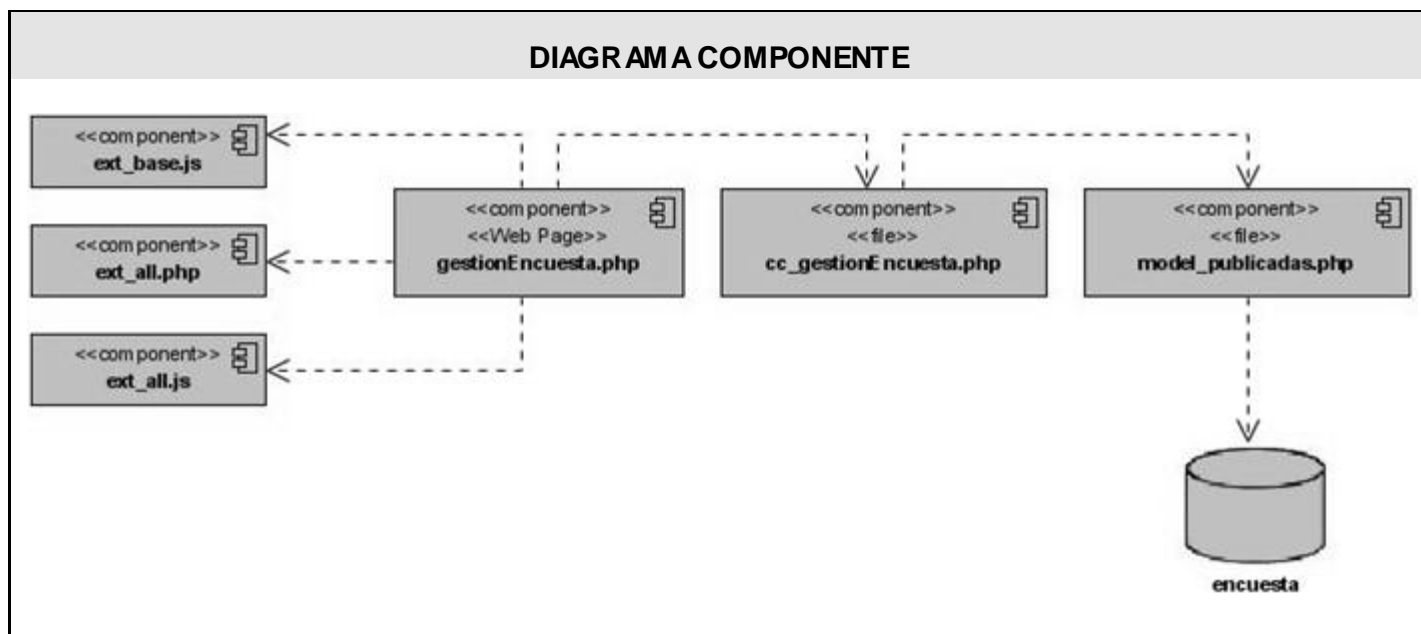 DIAGRAMA COMPONENTE
<<component>>
ext_base.js
<<component>>
ext_all.php
<<component>>
ext_all.js
<<component>>
<<Web Page>>
gestionEncuesta.php
<<component>>
<<file>>
cc_gestionEncuesta.php
<<component>>
<<file>>
model_publicadas.php
encuesta